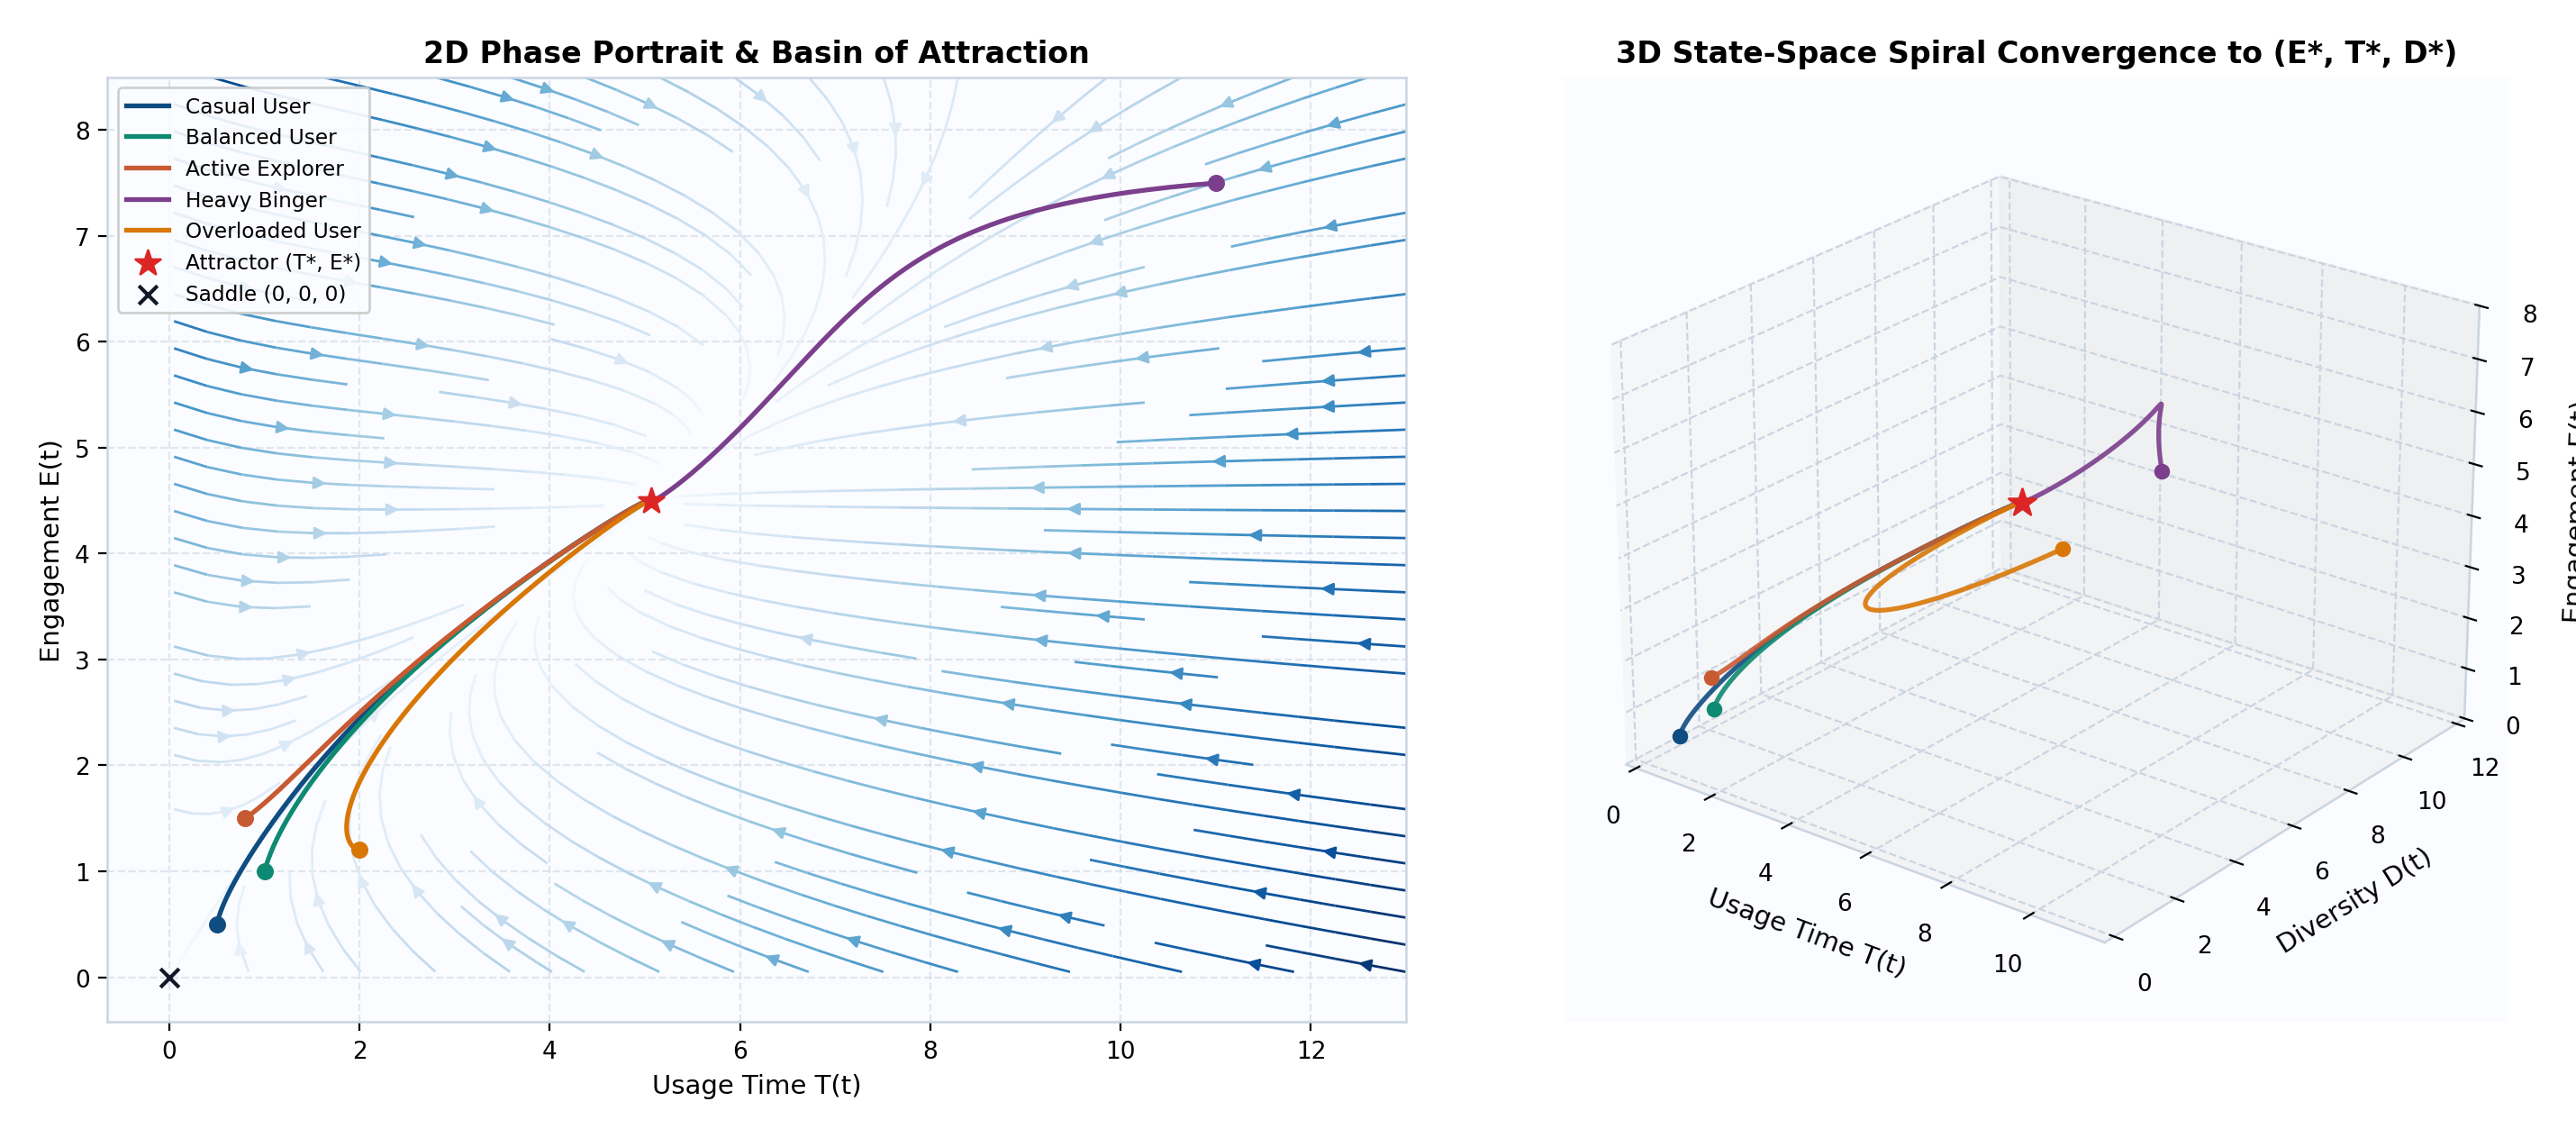 2D Phase Portrait & Basin of Attraction
Casual User
Balanced User
Active Explorer
Heavy Binger
Overloaded User
Attractor (T*, E*)
Saddle (0, 0, 0)
Engagement E(t)
8
7
6
5
4
3
2
1
0
0 2 4 6 8 10 12
Usage Time T(t)
3D State-Space Spiral Convergence to (E*, T*, D*)
8
7
6
5
4
3
2
1
0
Engagement E(t)
0
2
4
6
8
10
Usage Time T(t)
0
2
4
6
8
10
12
Diversity D(t)